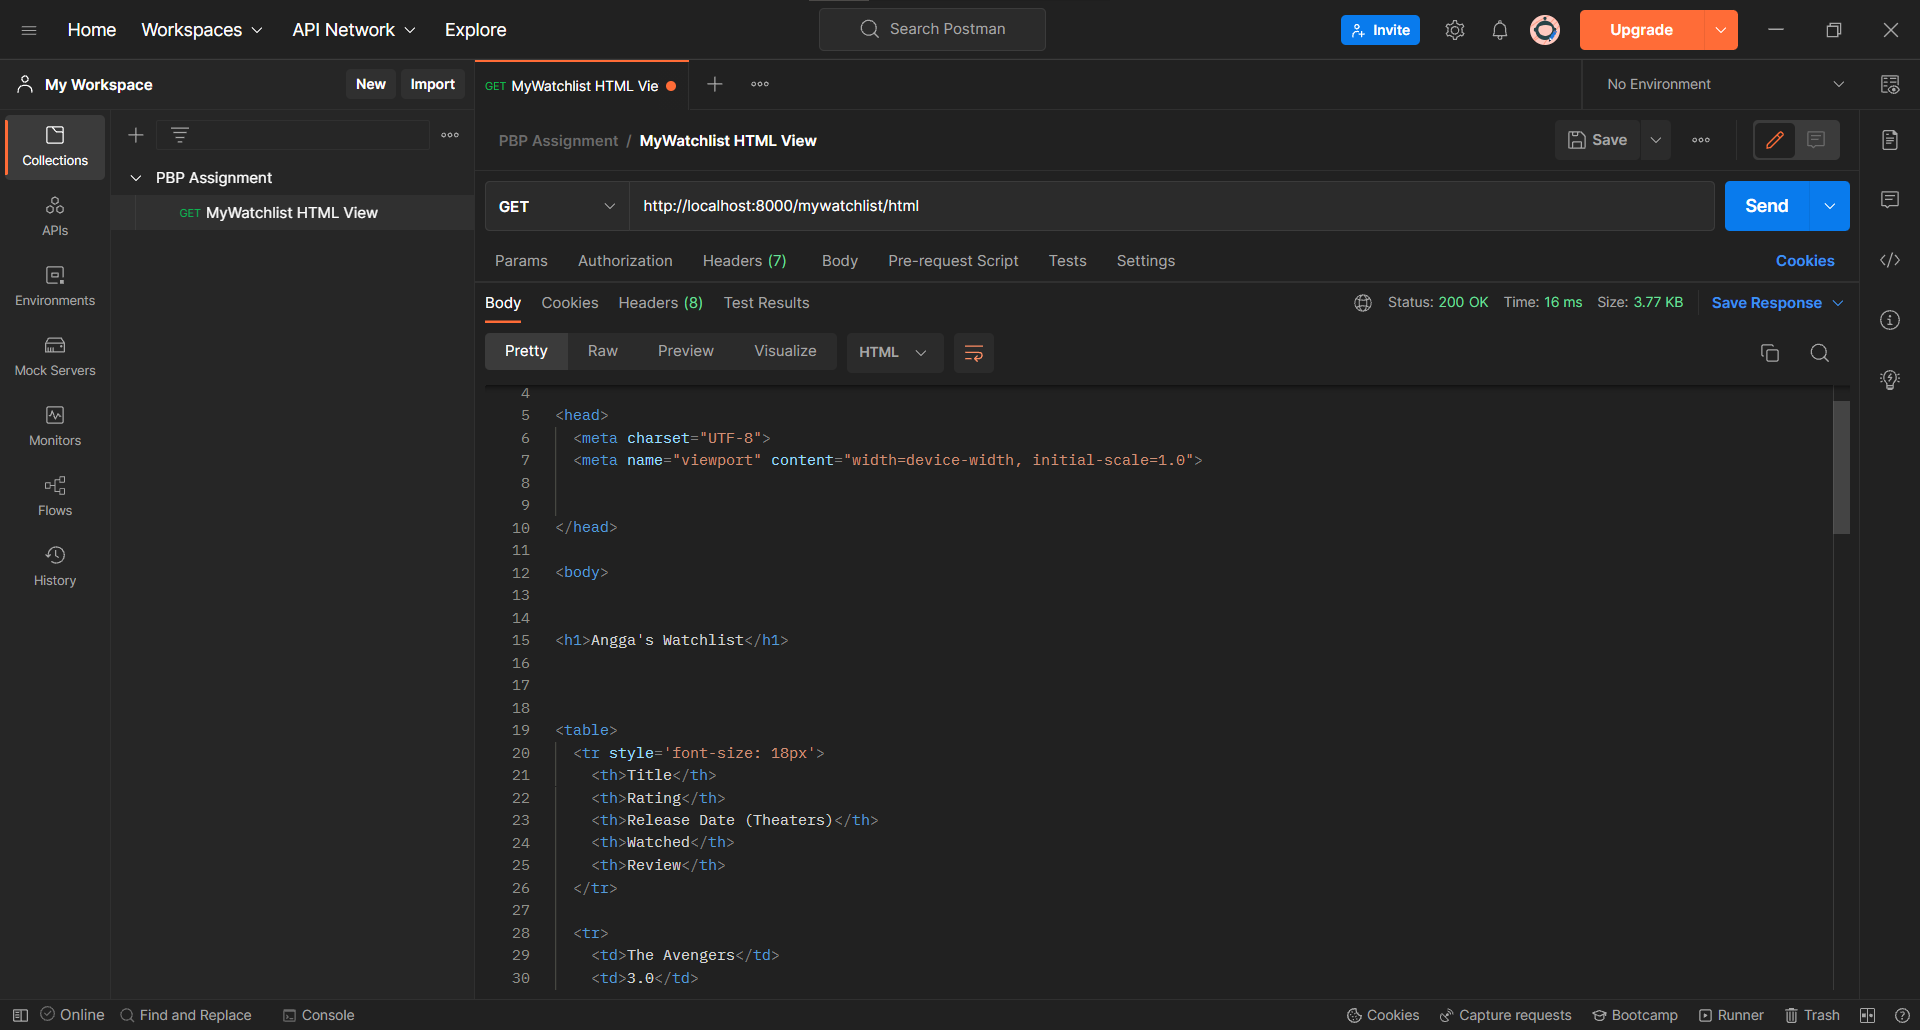 Home Workspaces API Network Explore Search Postman Invite Upgrade
My Workspace New Import GET MyWatchlist HTML Vie No Environment
Collections
APIs
Environments
Mock Servers
Monitors
Flows
History
PBP Assignment
GET MyWatchlist HTML View
PBP Assignment / MyWatchlist HTML View Save
GET http://localhost:8000/mywatchlist/html Send
Params Authorization Headers (7) Body Pre-request Script Tests Settings Cookies
Body Cookies Headers (8) Test Results Status: 200 OK Time: 16 ms Size: 3.77 KB Save Response
Pretty Raw Preview Visualize HTML
4
5 <head>
6 <meta charset="UTF-8">
7 <meta name="viewport" content="width=device-width, initial-scale=1.0">
8
9
10 </head>
11
12 <body>
13
14
15 <h1>Angga's Watchlist</h1>
16
17
18
19 <table>
20 <tr style='font-size: 18px'>
21 <th>Title</th>
22 <th>Rating</th>
23 <th>Release Date (Theaters)</th>
24 <th>Watched</th>
25 <th>Review</th>
26 </tr>
27
28 <tr>
29 <td>The Avengers</td>
30 <td>3.0</td>
Online Find and Replace Console Cookies Capture requests Bootcamp Runner Trash